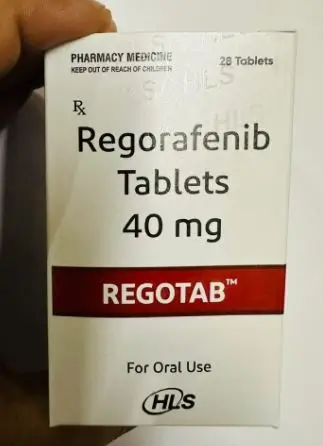 PHARMACY MEDICINE 28 Tablets
KEEP OUT OF REACH OF CHILDREN
Rx
Regorafenib
Tablets
40 mg
REGOTAB™
For Oral Use
HLS